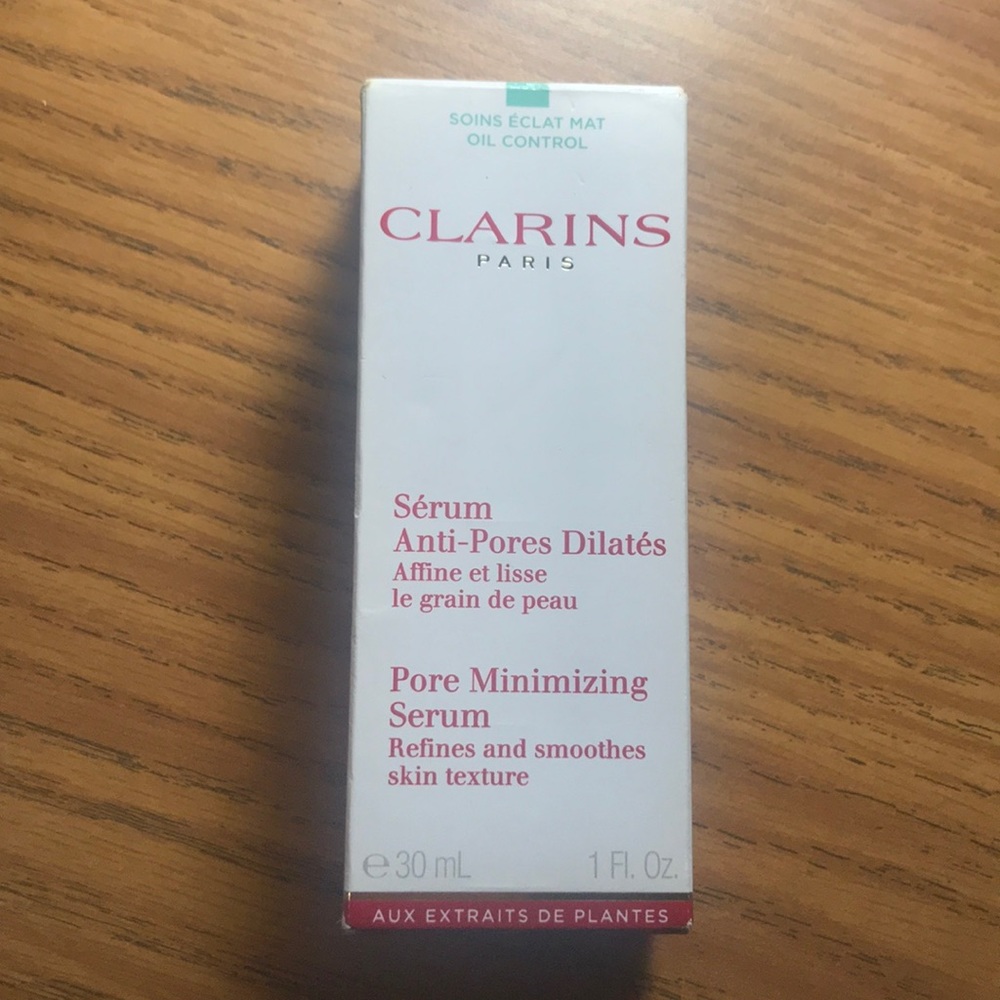 SOINS ÉCLAT MAT
OIL CONTROL
CLARINS
PARIS
Sérum
Anti-Pores Dilatés
Affine et lisse
le grain de peau
Pore Minimizing
Serum
Refines and smoothes
skin texture
℮ 30 mL 1 Fl. Oz.
AUX EXTRAITS DE PLANTES